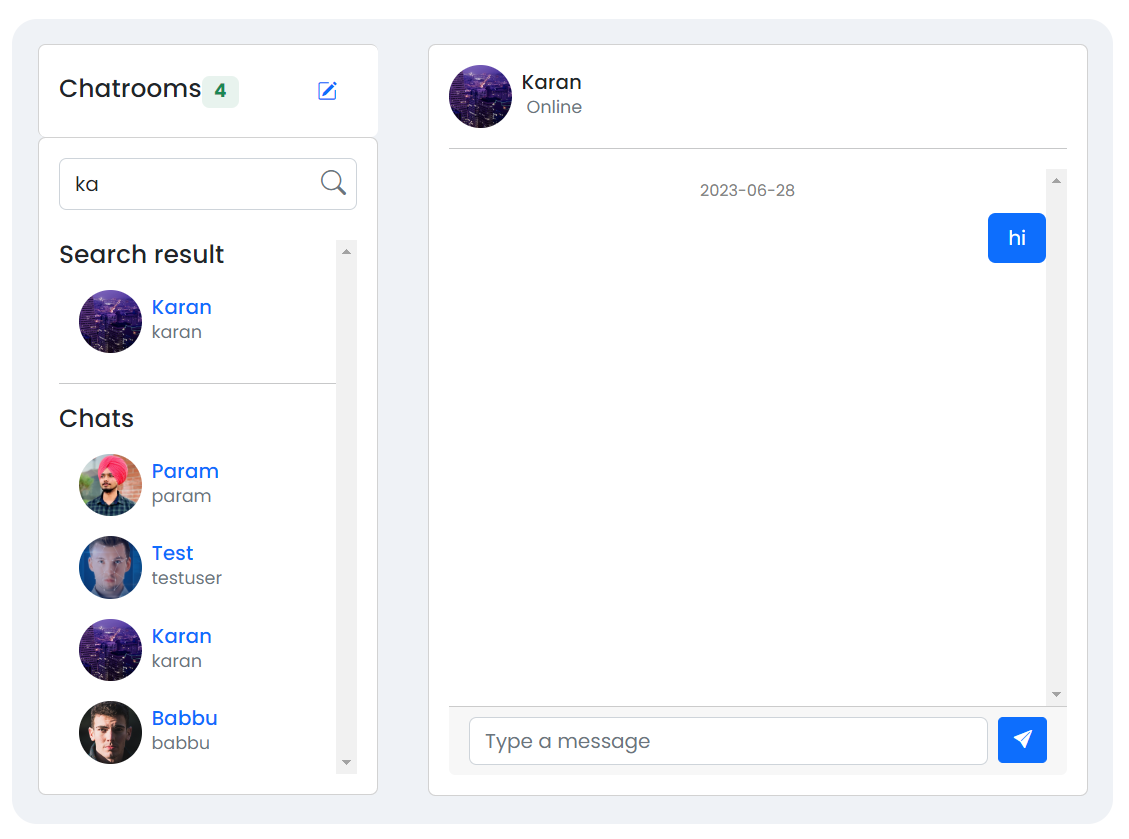 Chatrooms 4
ka
Search result
Karan
karan
Chats
Param
param
Test
testuser
Karan
karan
Babbu
babbu
Karan
Online
2023-06-28
hi
Type a message